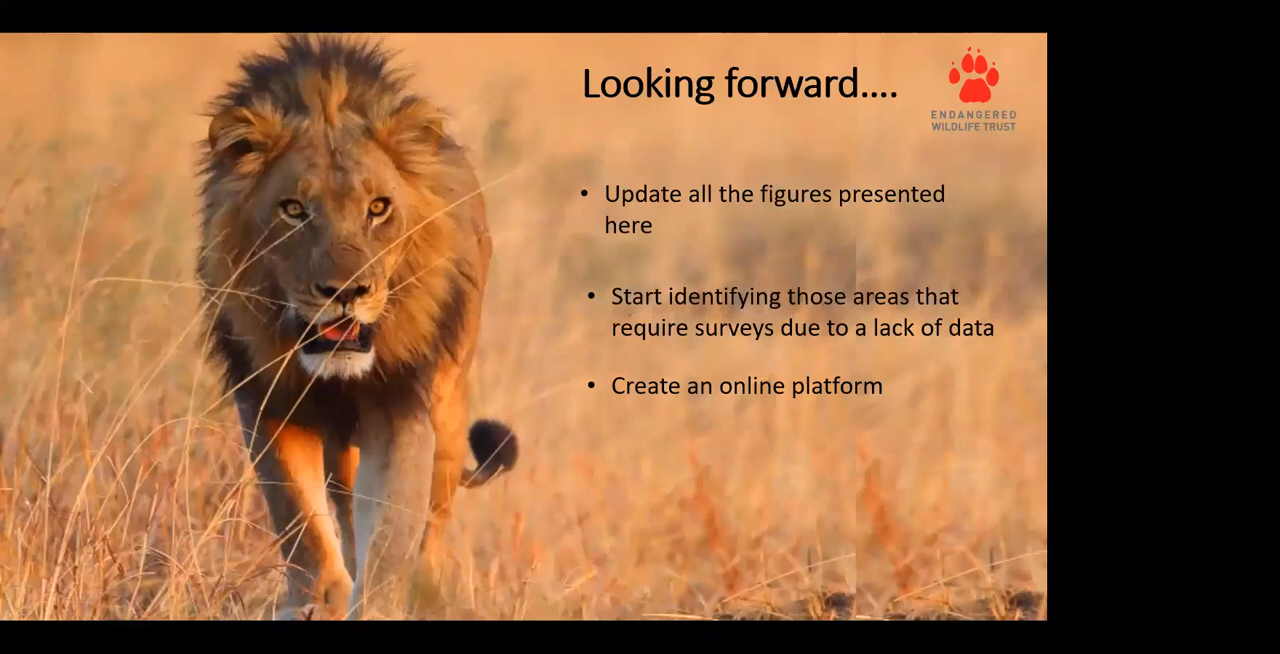 Looking forward....
ENDANGERED
WILDLIFE TRUST
• Update all the figures presented
here
• Start identifying those areas that
require surveys due to a lack of data
• Create an online platform